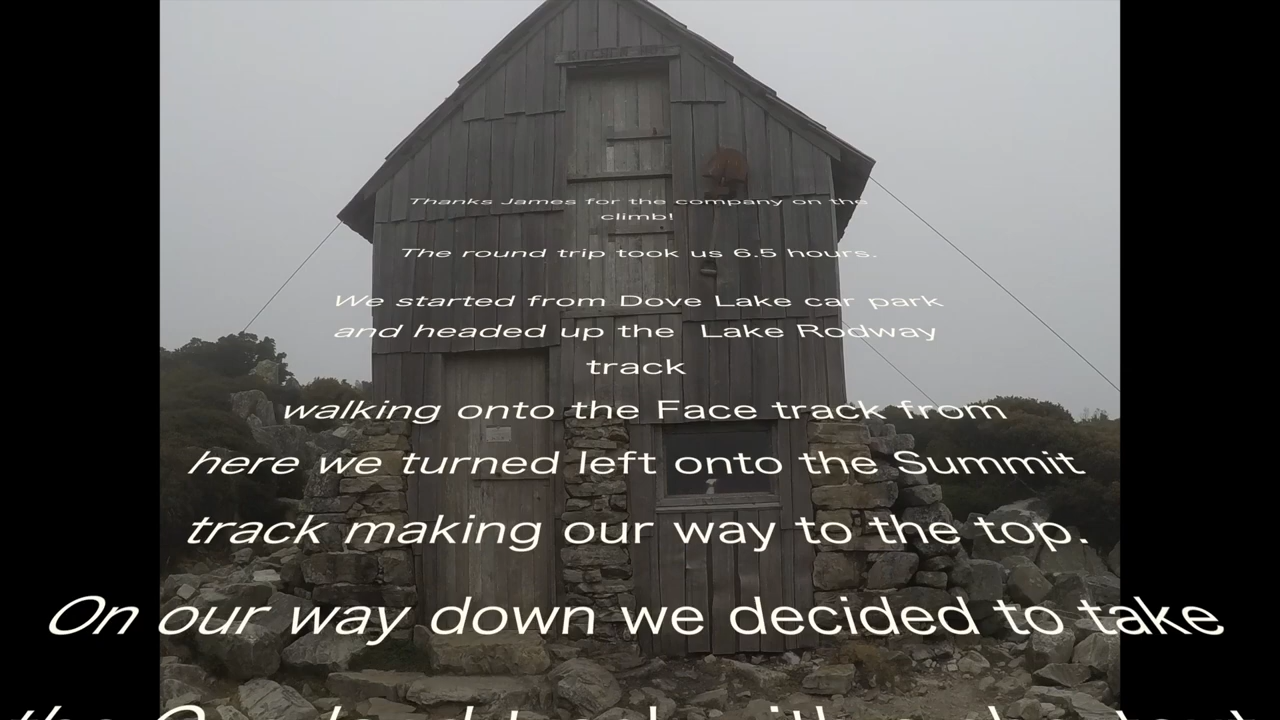 Thanks James for the company on the
climb!
The round trip took us 6.5 hours.
We started from Dove Lake car park
and headed up the Lake Rodway
track
walking onto the Face track from
here we turned left onto the Summit
track making our way to the top.
On our way down we decided to take
the